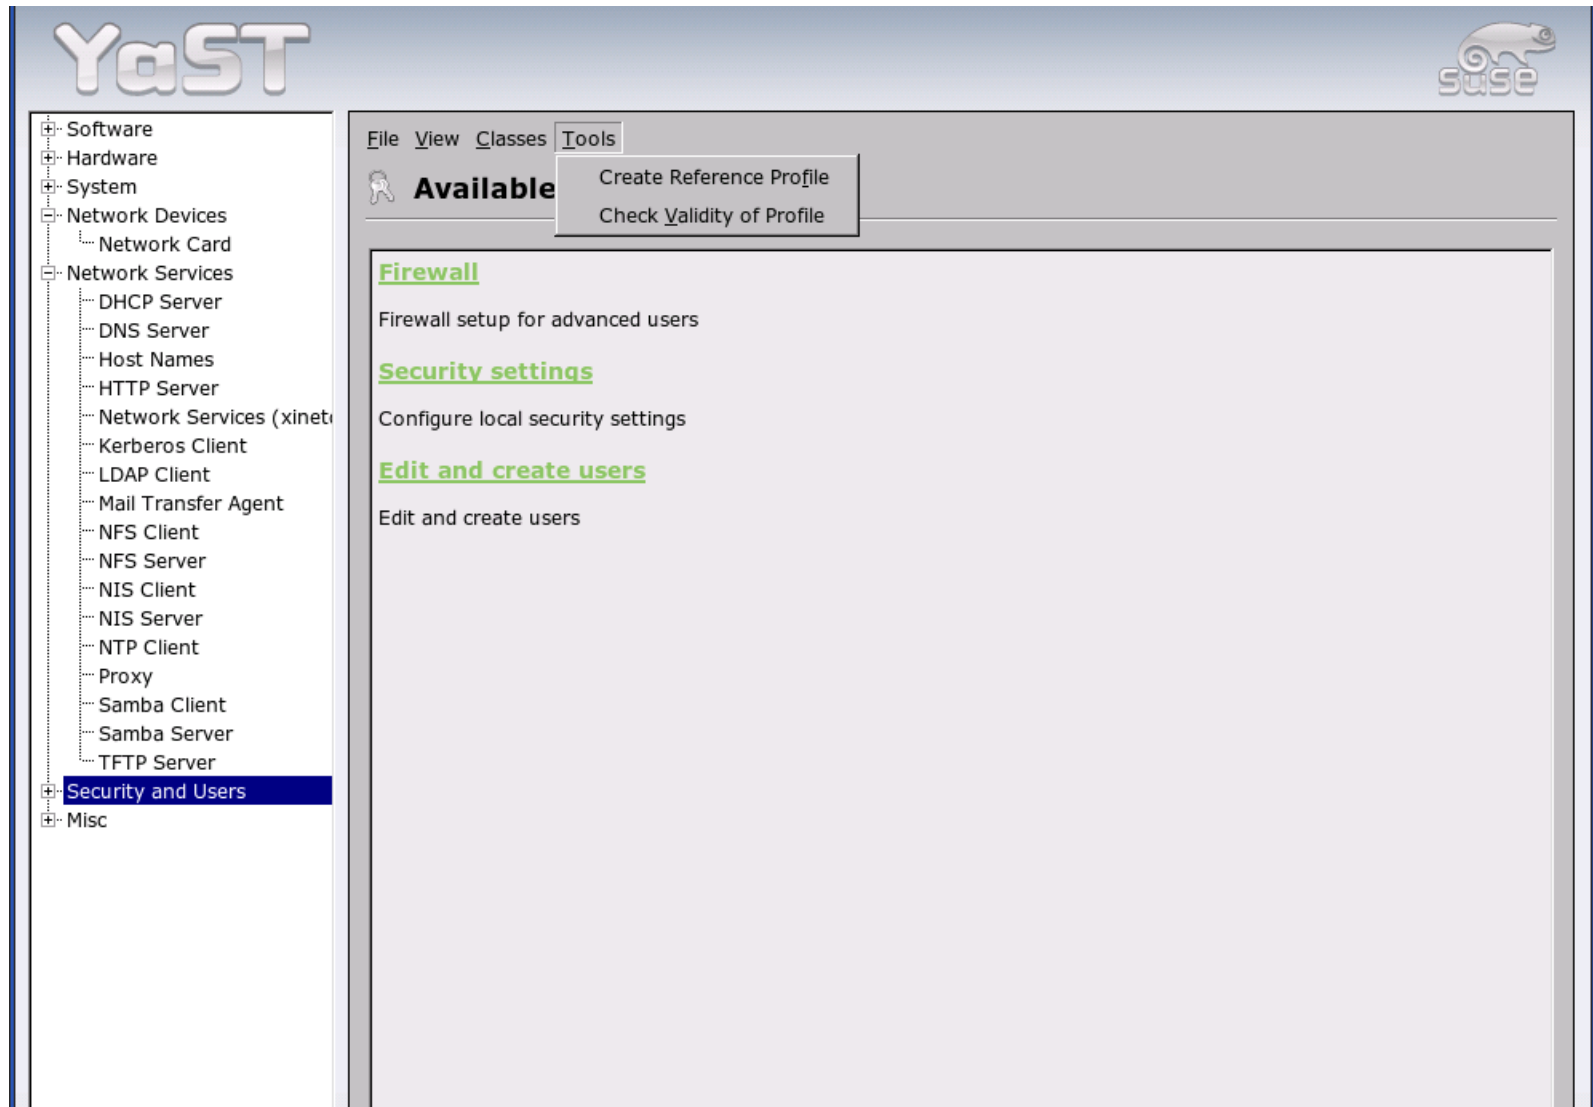 YaST
suse
Software
Hardware
System
Network Devices
Network Card
Network Services
DHCP Server
DNS Server
Host Names
HTTP Server
Network Services (xinet
Kerberos Client
LDAP Client
Mail Transfer Agent
NFS Client
NFS Server
NIS Client
NIS Server
NTP Client
Proxy
Samba Client
Samba Server
TFTP Server
Security and Users
Misc
File View Classes Tools
Create Reference Profile
Check Validity of Profile
Available
Firewall
Firewall setup for advanced users
Security settings
Configure local security settings
Edit and create users
Edit and create users